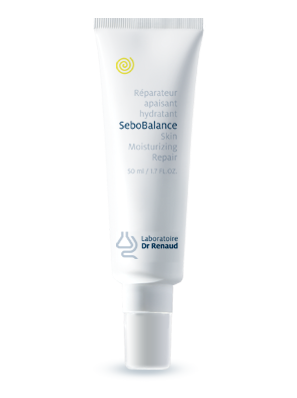 Réparateur
apaisant
hydratant
SeboBalance
Skin
Moisturizing
Repair
50 ml / 1.7 FL. OZ.
Laboratoire
Dr Renaud